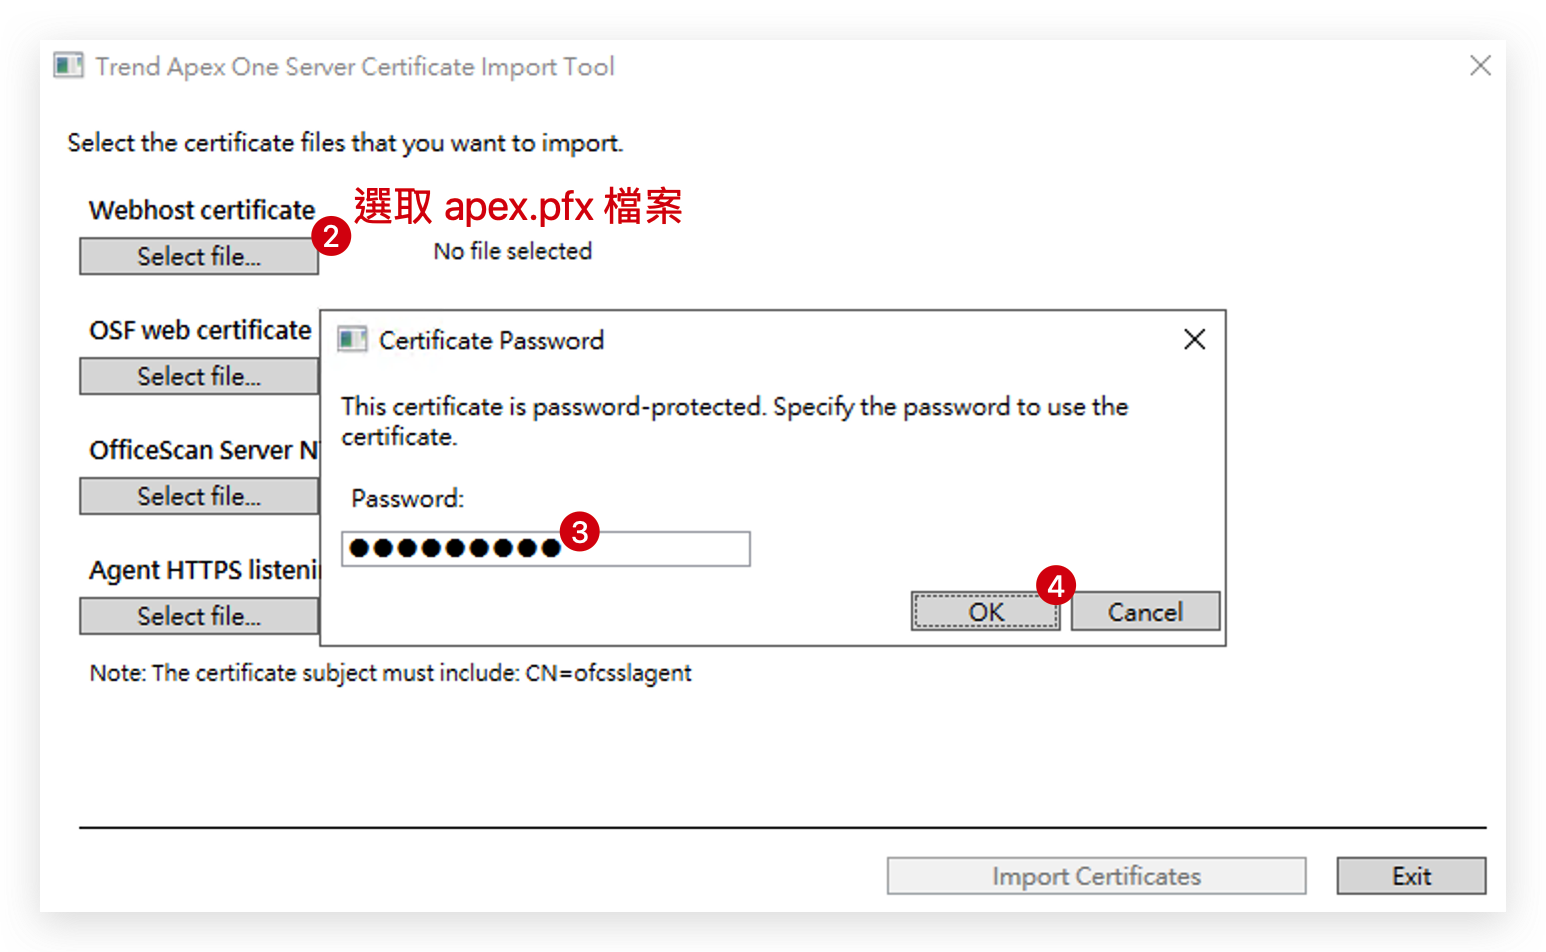 Trend Apex One Server Certificate Import Tool
Select the certificate files that you want to import.
Webhost certificate
選取 apex.pfx 檔案
2
Select file...
No file selected
OSF web certificate
Select file...
Certificate Password
This certificate is password-protected. Specify the password to use the
certificate.
Password:
3
4
OK
Cancel
OfficeScan Server N
Select file...
Agent HTTPS listeni
Select file...
Note: The certificate subject must include: CN=ofcsslagent
Import Certificates
Exit